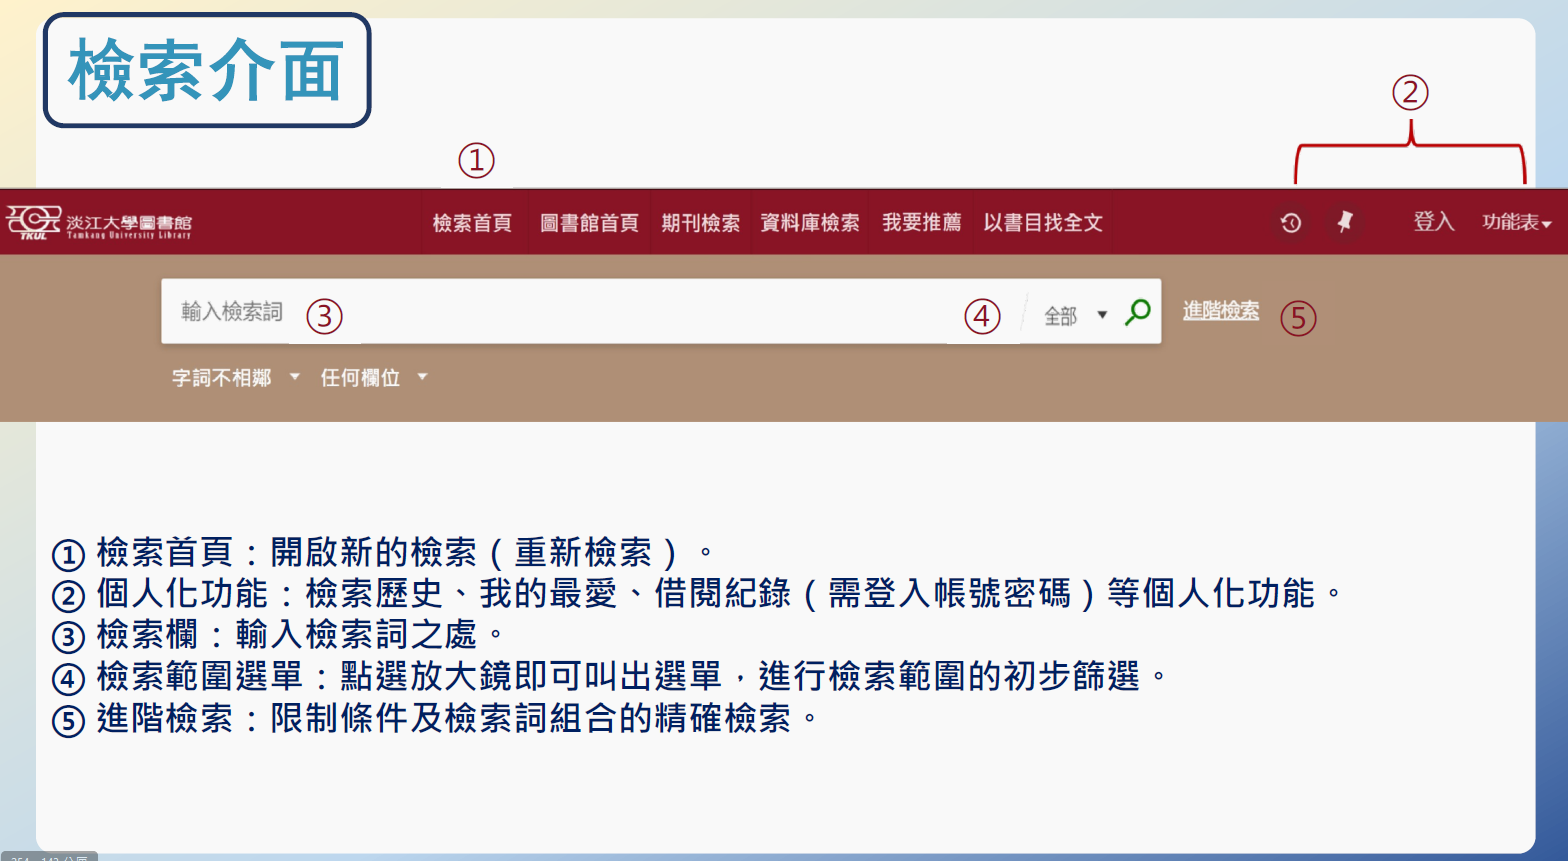 檢索介面
②
①
淡江大學圖書館
Tamkang University Library
TKUL
檢索首頁 圖書館首頁 期刊檢索 資料庫檢索 我要推薦 以書目找全文 登入 功能表
輸入檢索詞 ③ ④ 全部 進階檢索 ⑤
字詞不相鄰 任何欄位
① 檢索首頁：開啟新的檢索（重新檢索）。
② 個人化功能：檢索歷史、我的最愛、借閱紀錄（需登入帳號密碼）等個人化功能。
③ 檢索欄：輸入檢索詞之處。
④ 檢索範圍選單：點選放大鏡即可叫出選單，進行檢索範圍的初步篩選。
⑤ 進階檢索：限制條件及檢索詞組合的精確檢索。